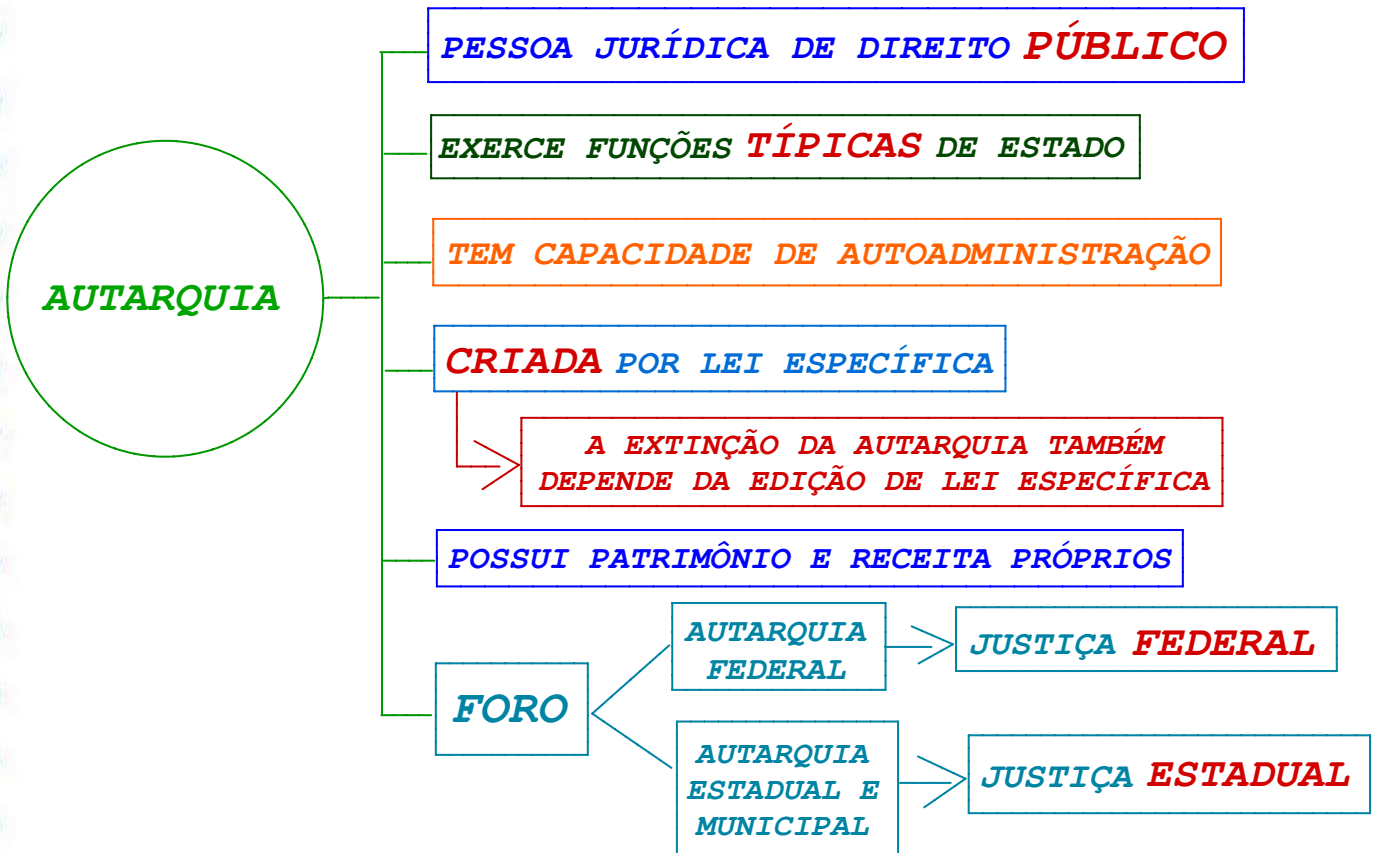 AUTARQUIA
PESSOA JURÍDICA DE DIREITO PÚBLICO
EXERCE FUNÇÕES TÍPICAS DE ESTADO
TEM CAPACIDADE DE AUTOADMINISTRAÇÃO
CRIADA POR LEI ESPECÍFICA
A EXTINÇÃO DA AUTARQUIA TAMBÉM
DEPENDE DA EDIÇÃO DE LEI ESPECÍFICA
POSSUI PATRIMÔNIO E RECEITA PRÓPRIOS
FORO
AUTARQUIA
FEDERAL
JUSTIÇA FEDERAL
AUTARQUIA
ESTADUAL E
MUNICIPAL
JUSTIÇA ESTADUAL